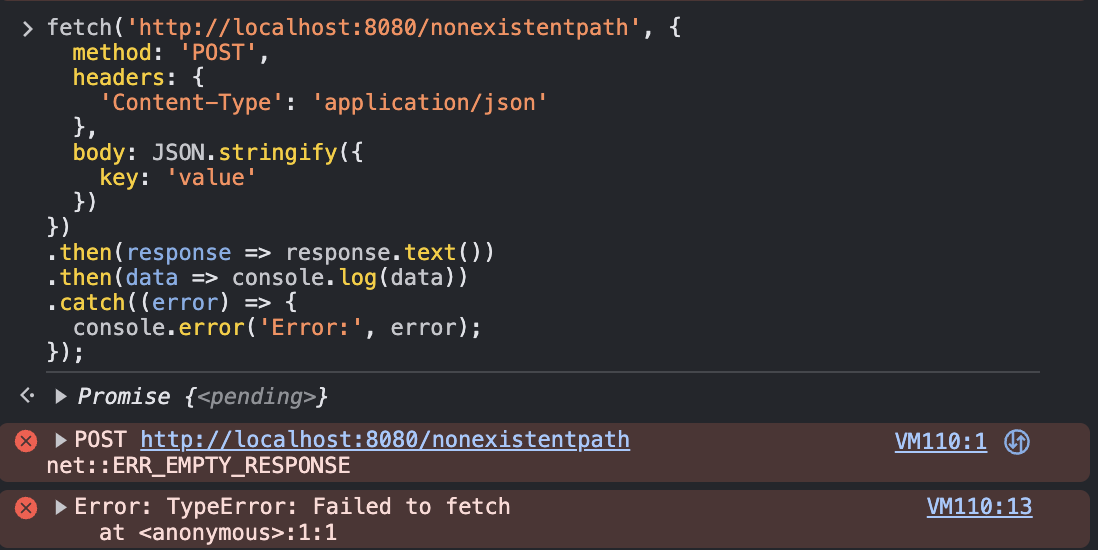 fetch('http://localhost:8080/nonexistentpath', {
method: 'POST',
headers: {
'Content-Type': 'application/json'
},
body: JSON.stringify({
key: 'value'
})
})
.then(response => response.text())
.then(data => console.log(data))
.catch((error) => {
console.error('Error:', error);
});
Promise {<pending>}
POST http://localhost:8080/nonexistentpath VM110:1
net::ERR_EMPTY_RESPONSE
Error: TypeError: Failed to fetch VM110:13
at <anonymous>:1:1